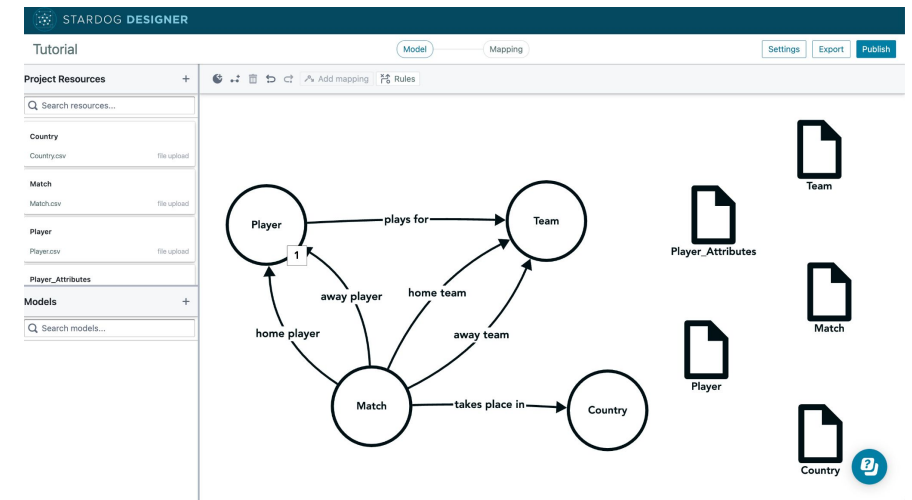 STARDOG DESIGNER
Tutorial
Model
Mapping
Settings
Export
Publish
Project Resources +
Add mapping
Rules
Search resources...
Country
Country.csv file upload
Match
Match.csv file upload
Player
Player.csv file upload
Player_Attributes
Models +
Search models...
Player
plays for
Team
1
away player
home team
home player
away team
Match
takes place in
Country
Team
Player_Attributes
Match
Player
Country
?